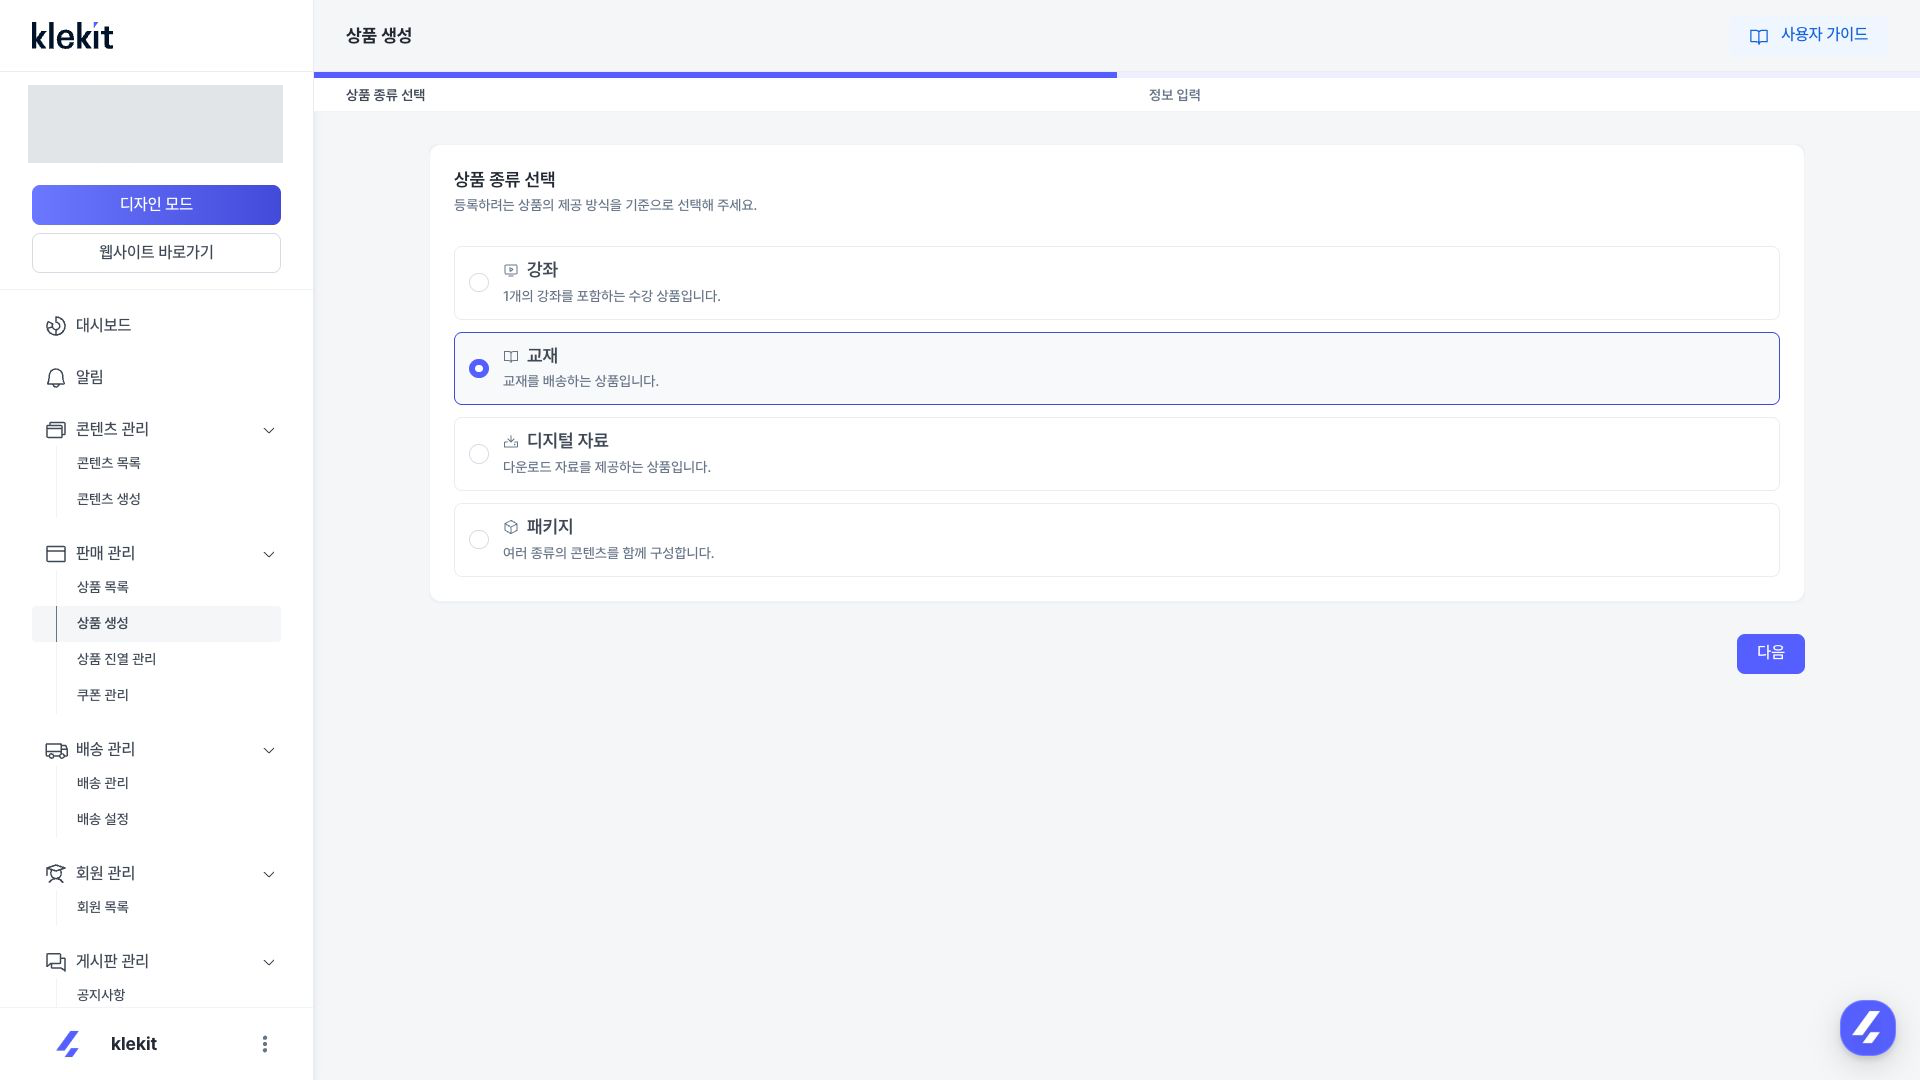 klekit
디자인 모드
웹사이트 바로가기
대시보드
알림
콘텐츠 관리
콘텐츠 목록
콘텐츠 생성
판매 관리
상품 목록
상품 생성
상품 진열 관리
쿠폰 관리
배송 관리
배송 관리
배송 설정
회원 관리
회원 목록
게시판 관리
공지사항
klekit
상품 생성
사용자 가이드
상품 종류 선택
정보 입력
상품 종류 선택
등록하려는 상품의 제공 방식을 기준으로 선택해 주세요.
강좌
1개의 강좌를 포함하는 수강 상품입니다.
교재
교재를 배송하는 상품입니다.
디지털 자료
다운로드 자료를 제공하는 상품입니다.
패키지
여러 종류의 콘텐츠를 함께 구성합니다.
다음